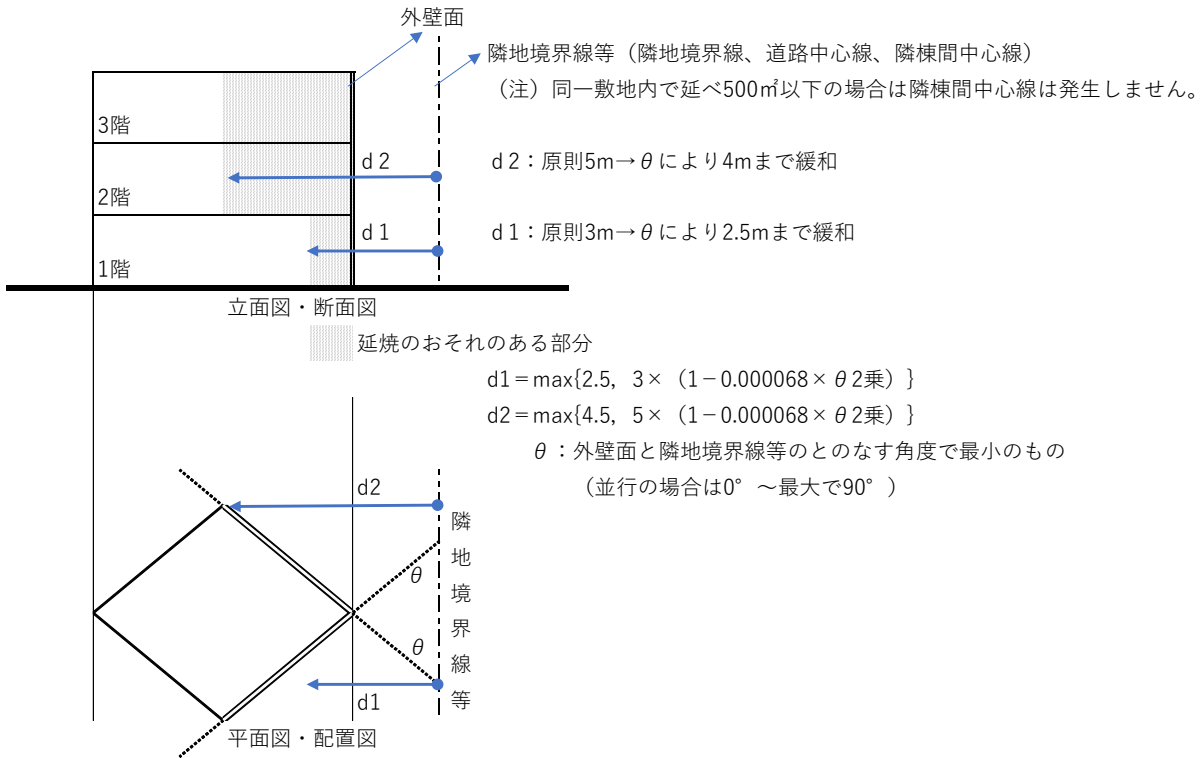 外壁面
隣地境界線等（隣地境界線、道路中心線、隣棟間中心線）
（注）同一敷地内で延べ500㎡以下の場合は隣棟間中心線は発生しません。
3階
ｄ2
ｄ2：原則5m→θにより4mまで緩和
2階
ｄ1
ｄ1：原則3m→θにより2.5mまで緩和
1階
立面図・断面図
延焼のおそれのある部分
d1＝max{2.5，3×（1－0.000068×θ2乗）}
d2＝max{4.5，5×（1－0.000068×θ2乗）}
θ：外壁面と隣地境界線等のとのなす角度で最小のもの
（並行の場合は0°～最大で90°）
d2
隣地境界線等
θ
θ
d1
平面図・配置図